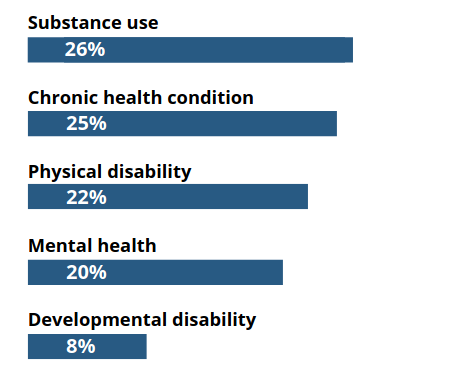 Substance use
26%
Chronic health condition
25%
Physical disability
22%
Mental health
20%
Developmental disability
8%